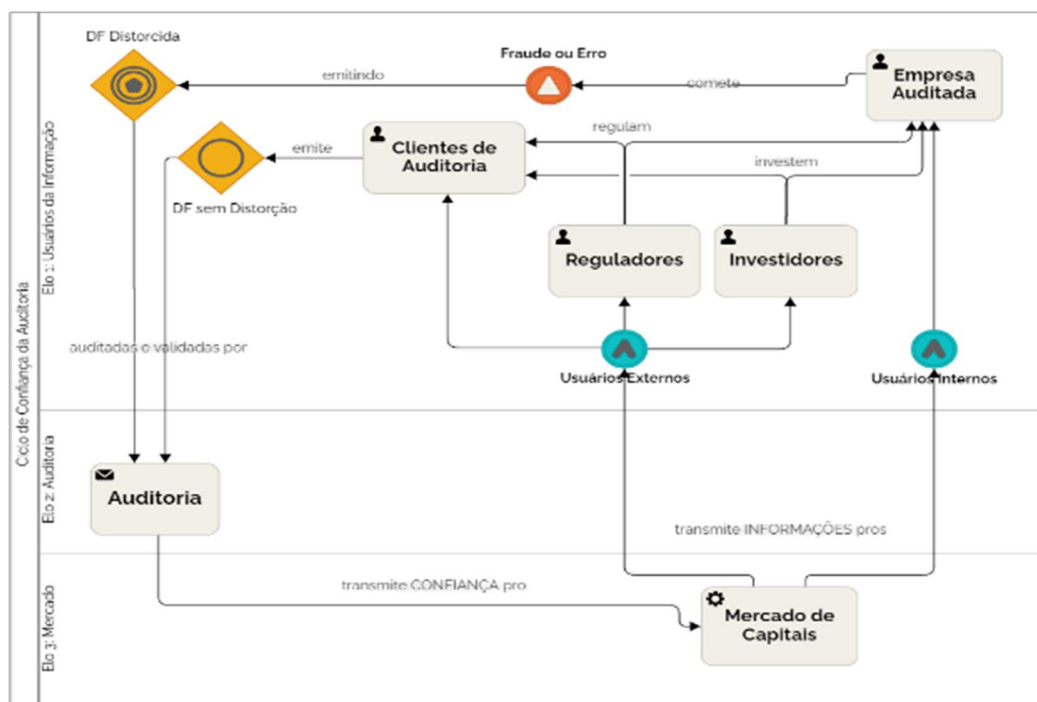 DF Distorcida
Fraude ou Erro
emitindo
comete
Empresa
Auditada
regulam
Clientes de
Auditoria
emite
investem
DF sem Distorção
Reguladores
Investidores
auditadas e validadas por
Usuários Externos
Usuários Internos
Ciclo de Confiança da Auditoria
Elo 1: Usuários da Informação
Elo 2: Auditoria
Auditoria
transmite INFORMAÇÕES pros
transmite CONFIANÇA pro
Elo 3: Mercado
Mercado de
Capitais